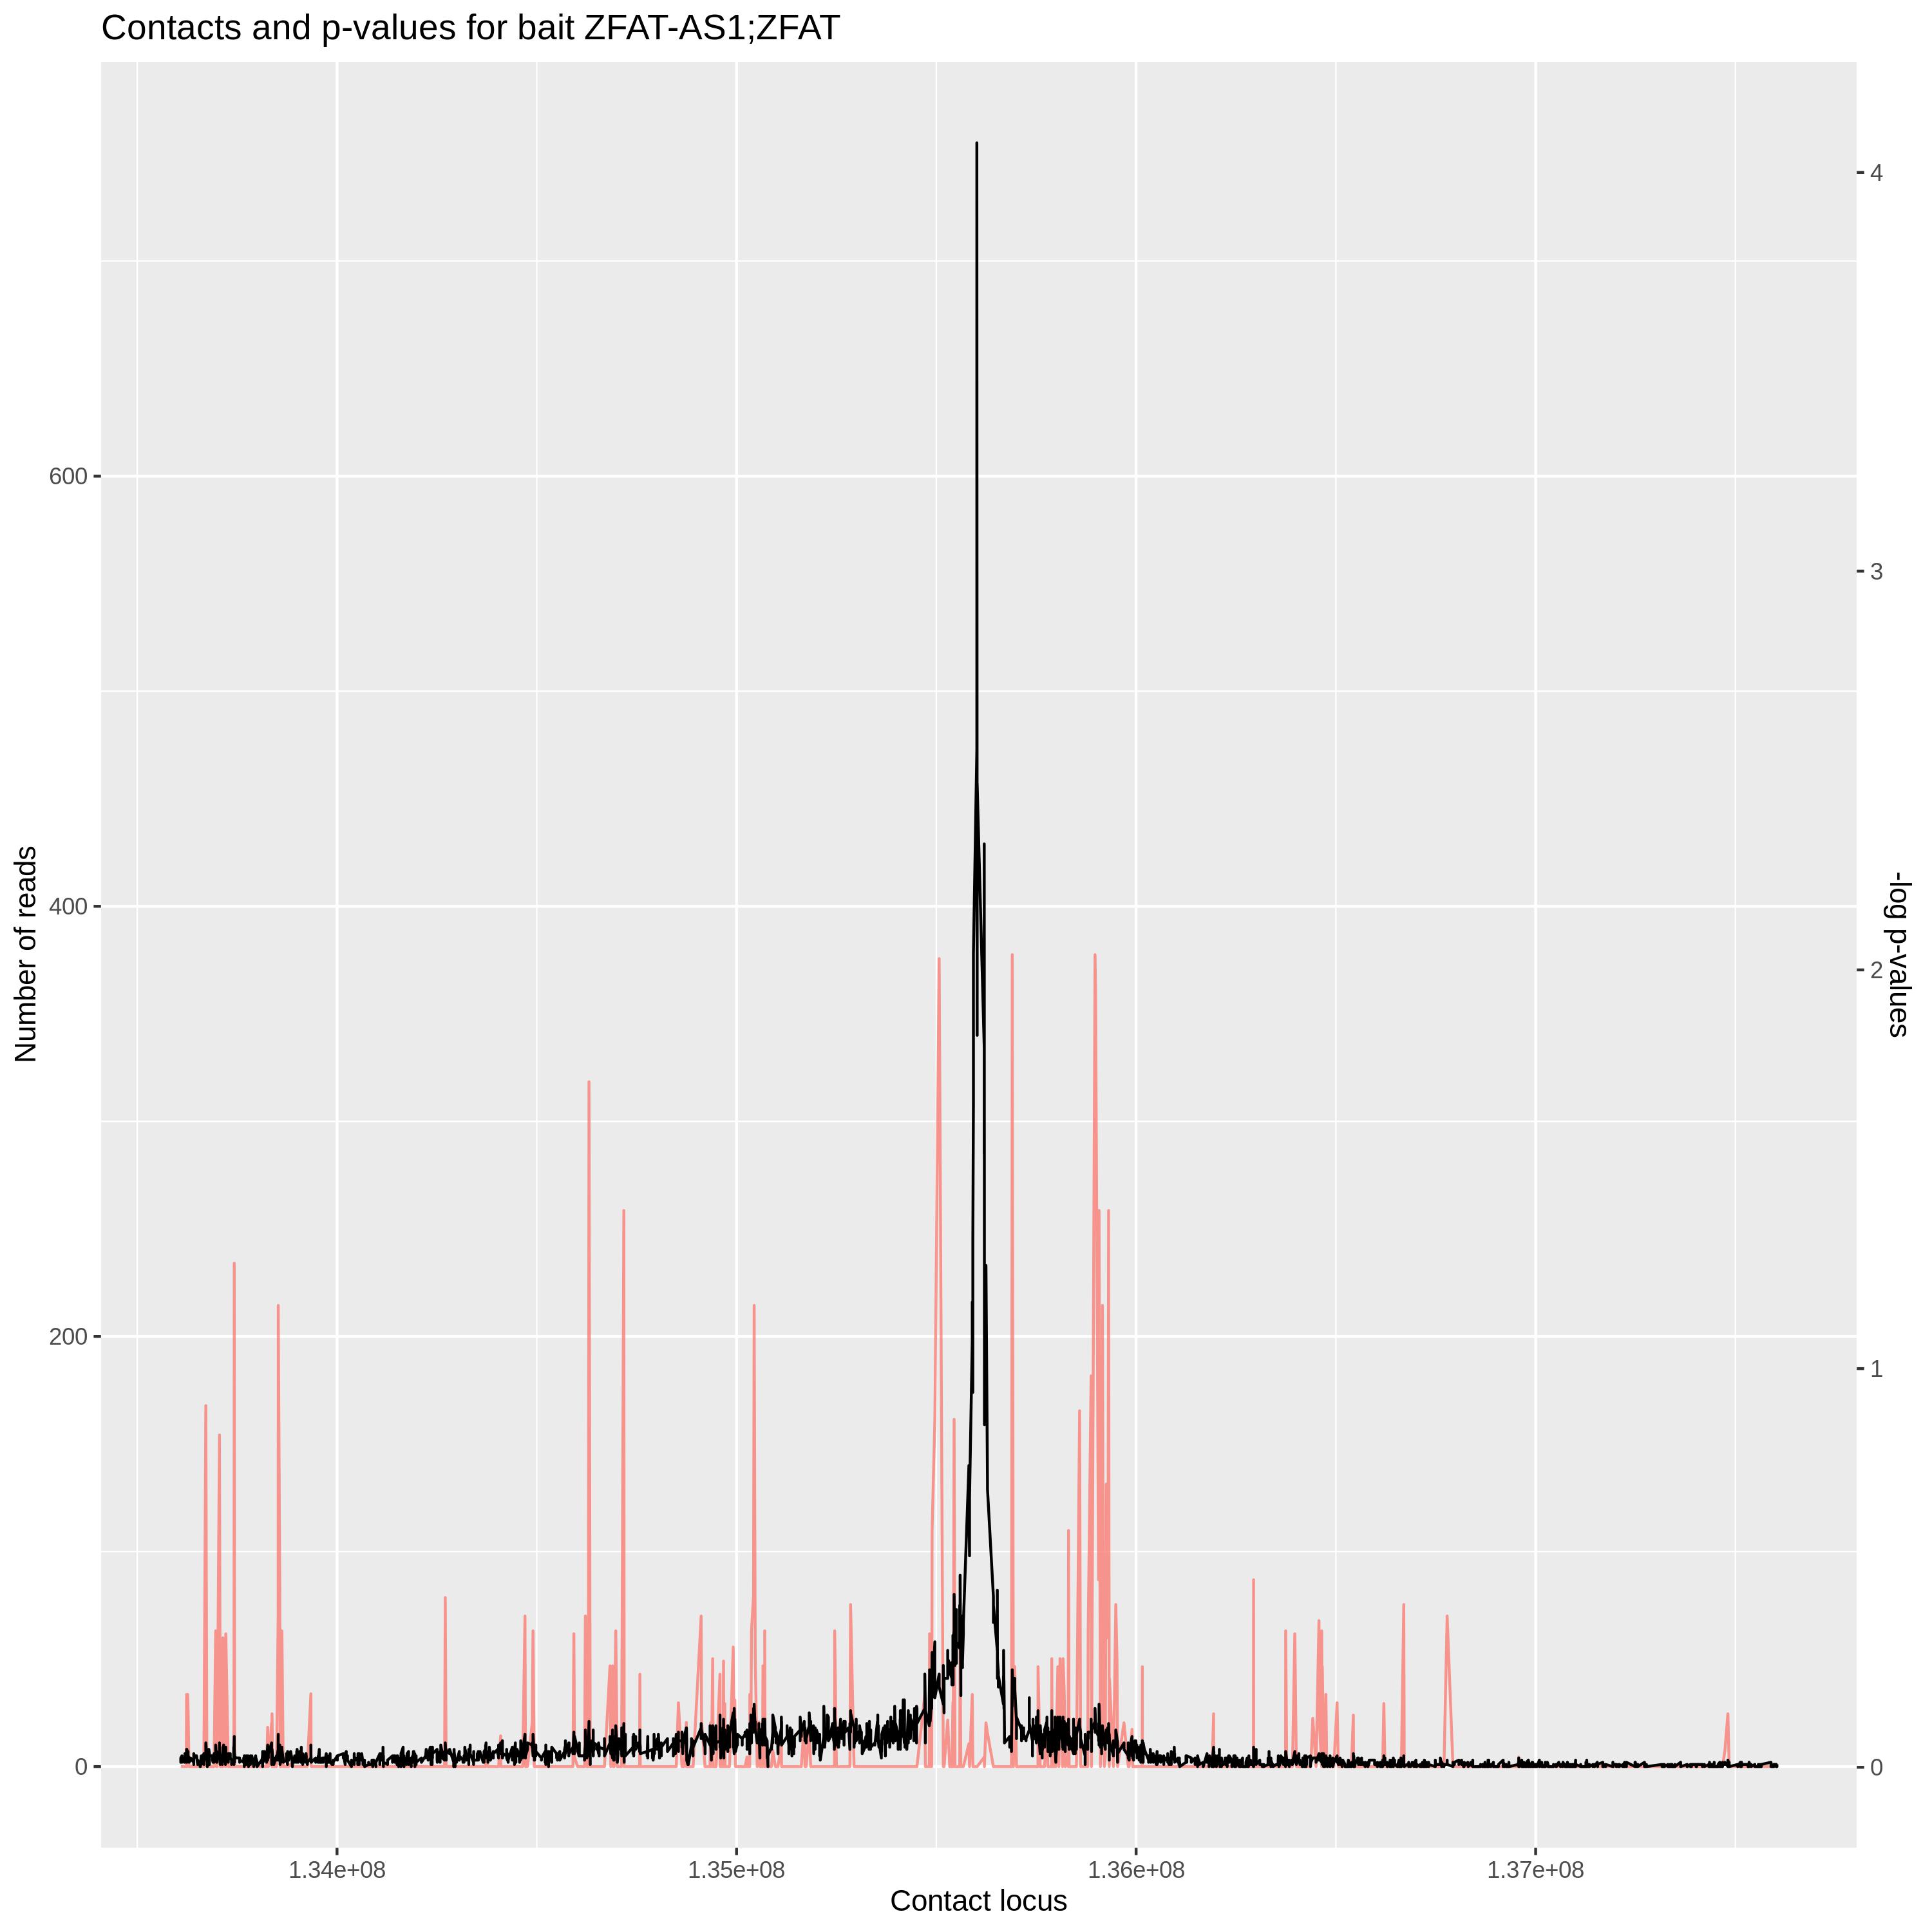 Contacts and p-values for bait ZFAT-AS1;ZFAT
4
3
2
1
0
600
400
200
0
Number of reads
-log p-values
1.34e+08
1.35e+08
1.36e+08
1.37e+08
Contact locus